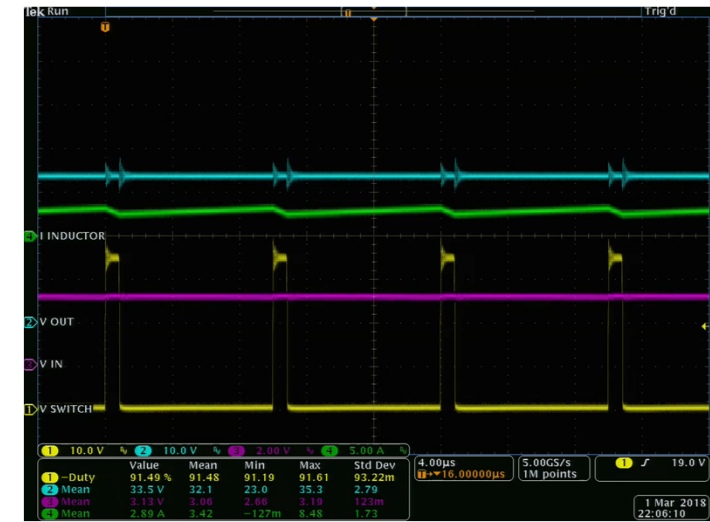 Tek Run Trig'd
T
T
4 I INDUCTOR
2 V OUT
3 V IN
1 V SWITCH
1 10.0 V 2 10.0 V 3 2.00 V 4 5.00 A
Value Mean Min Max Std Dev
1 -Duty 91.49 % 91.48 91.19 91.61 93.22m
2 Mean 33.5 V 32.1 23.0 35.3 2.79
3 Mean 3.13 V 3.06 2.66 3.19 123m
4 Mean 2.89 A 3.42 -127m 8.48 1.73
4.00µs
T→▼16.00000µs
5.00GS/s
1M points
1 19.0 V
1 Mar 2018
22:06:10